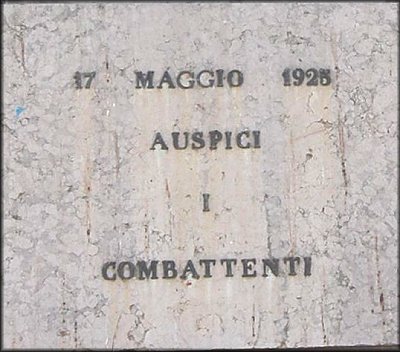 17 MAGGIO 1925
AUSPICI
I
COMBATTENTI